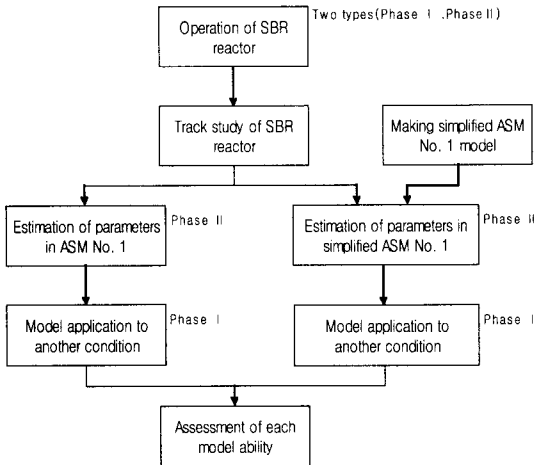 Operation of SBR
reactor
Two types(Phase I .Phase II)
Track study of SBR
reactor
Making simplified ASM
No. 1 model
Estimation of parameters
in ASM No. 1
Phase II
Estimation of parameters in
simplified ASM No. 1
Phase II
Model application to
another condition
Phase I
Model application to
another condition
Phase I
Assessment of each
model ability